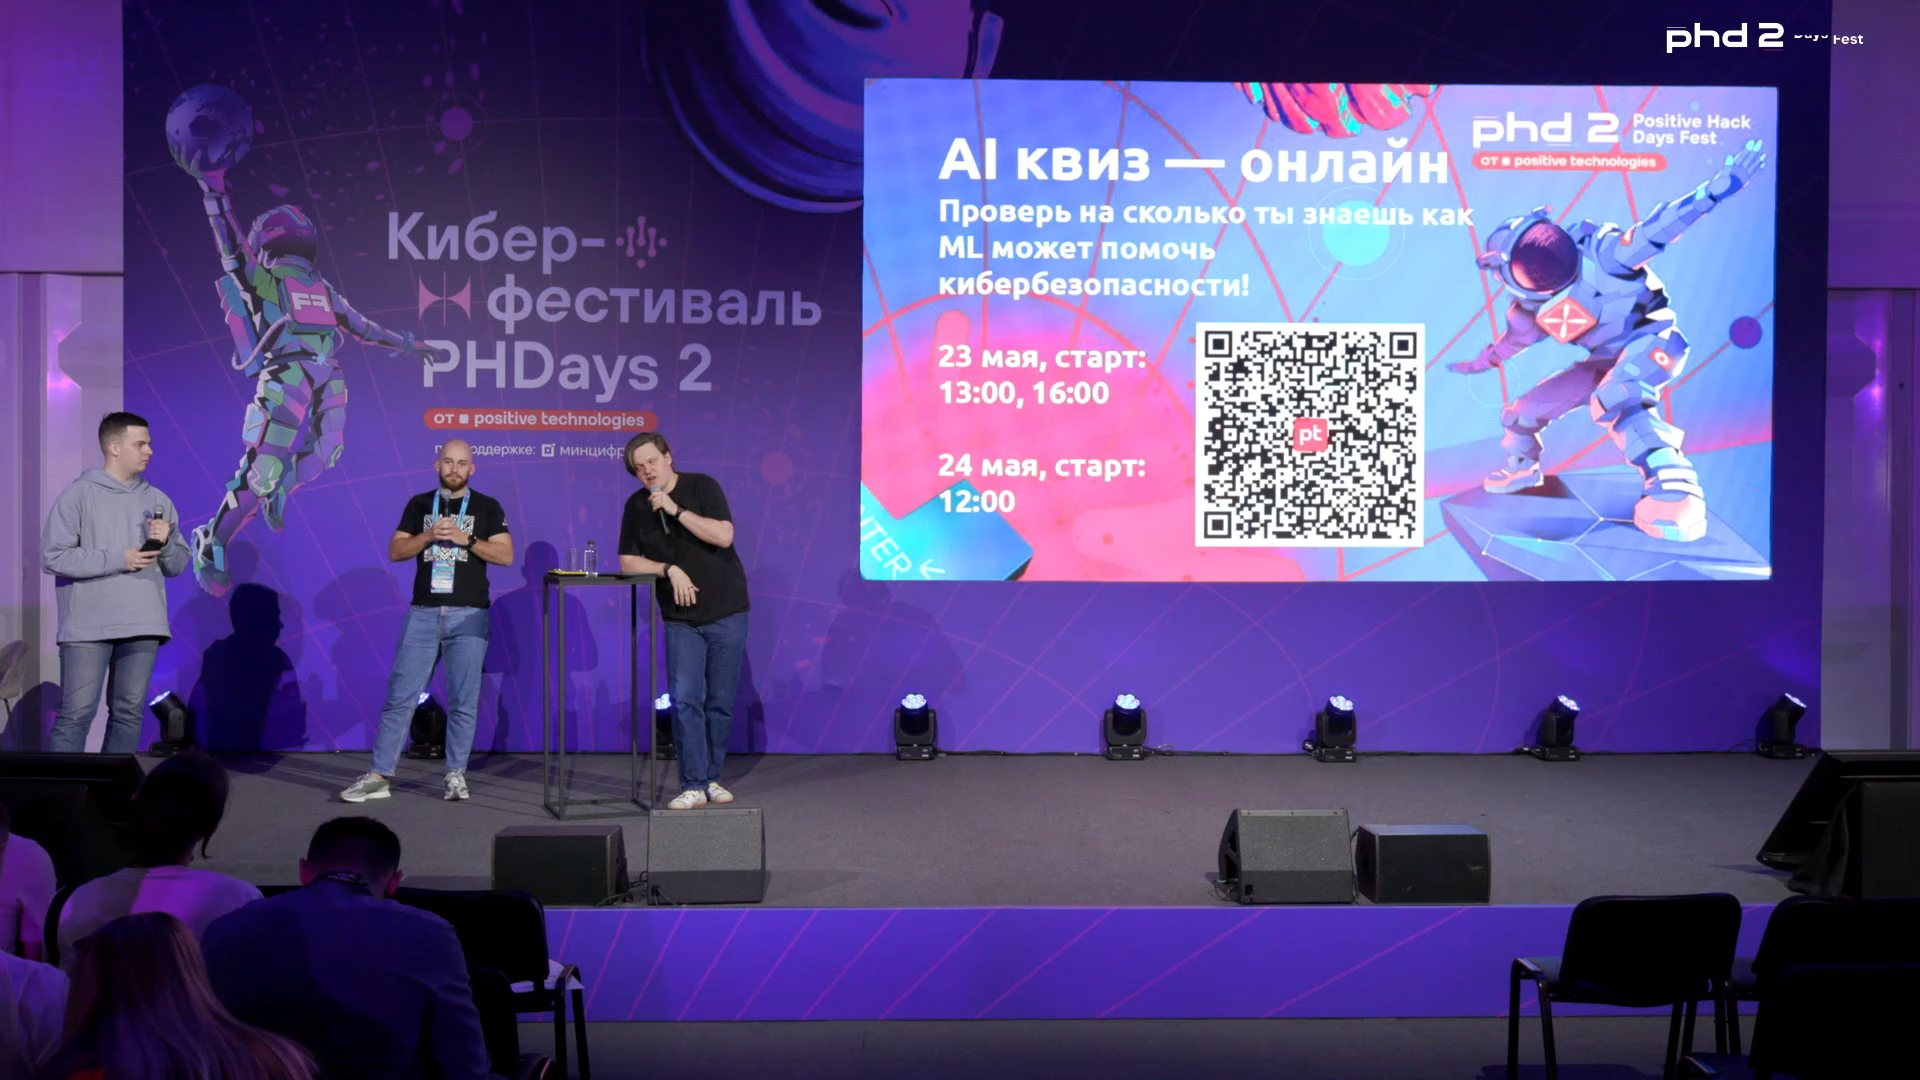 phd 2 Days Fest
Кибер-
фестиваль
PHDays 2
от positive technologies
поддержке: минцифр
AI квиз — онлайн
Проверь на сколько ты знаешь как
ML может помочь
кибербезопасности!
23 мая, старт:
13:00, 16:00
24 мая, старт:
12:00
phd 2 Positive Hack
Days Fest
от positive technologies
pt
NTER ←